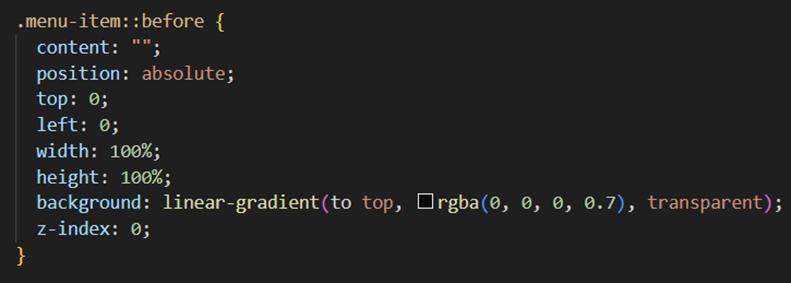 .menu-item::before {
  content: "";
  position: absolute;
  top: 0;
  left: 0;
  width: 100%;
  height: 100%;
  background: linear-gradient(to top, rgba(0, 0, 0, 0.7), transparent);
  z-index: 0;
}